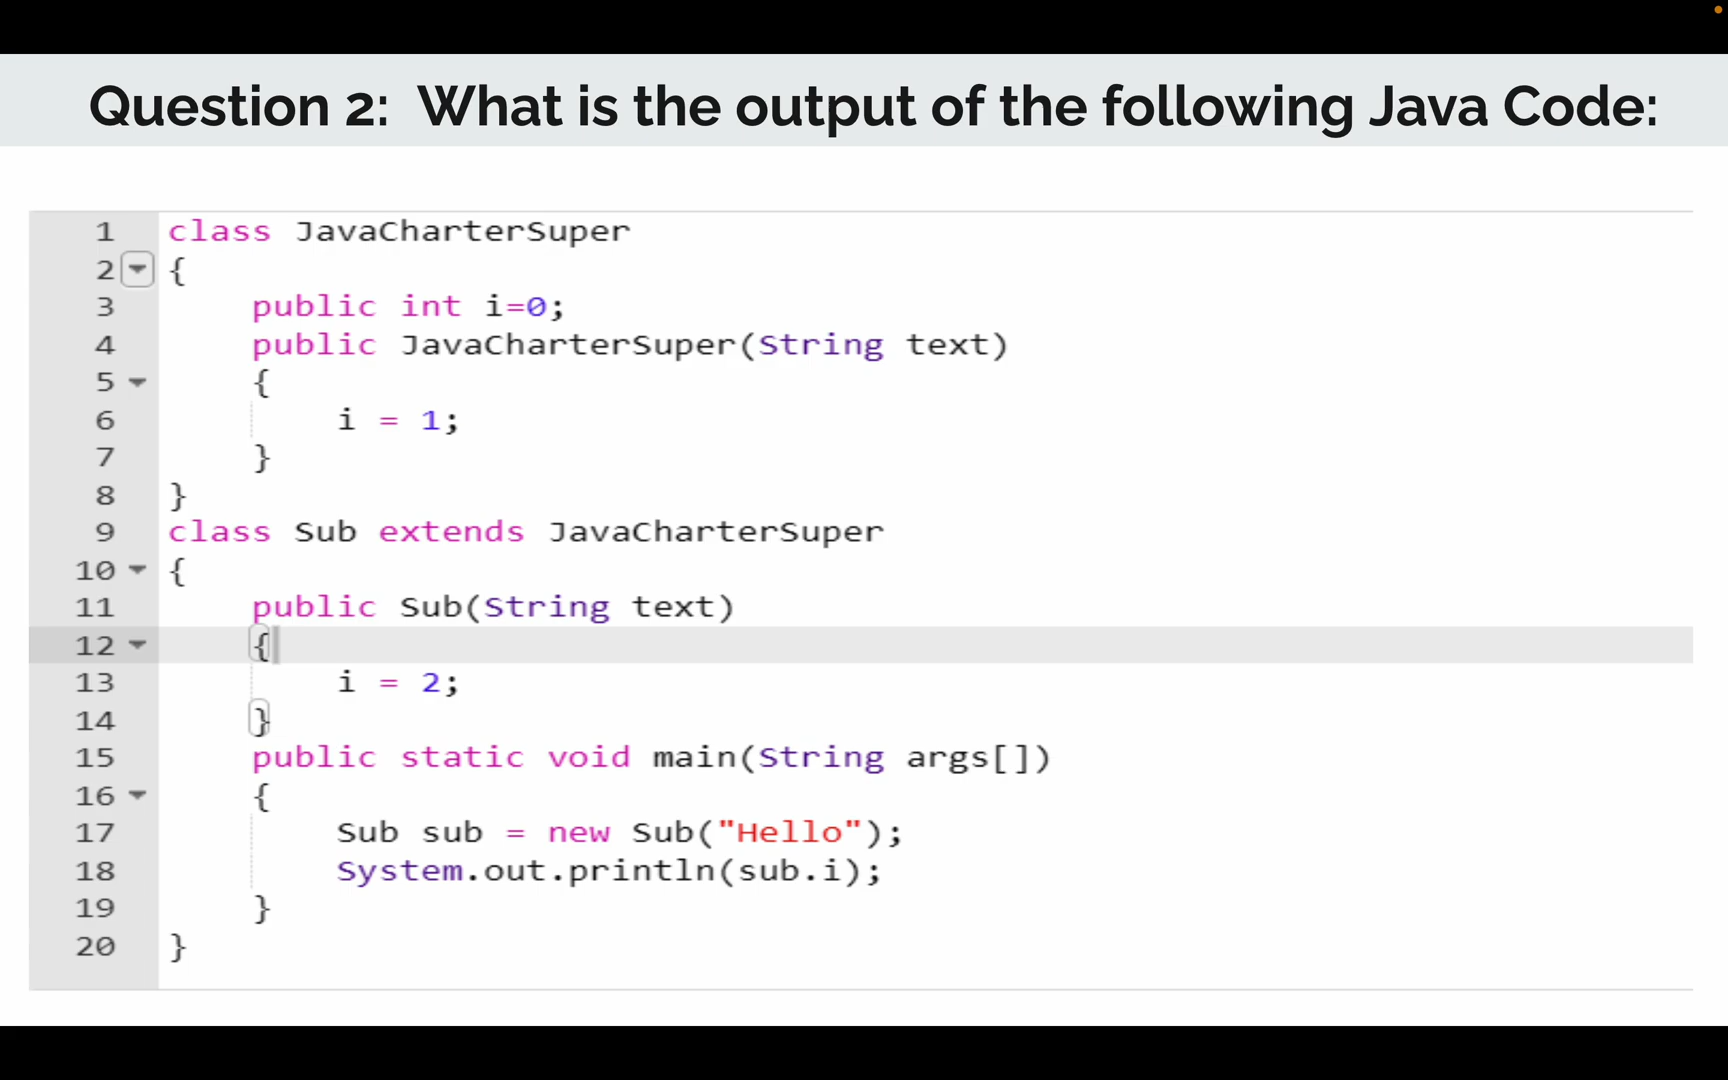 Question 2: What is the output of the following Java Code:
1 class JavaCharterSuper
2 {
3     public int i=0;
4     public JavaCharterSuper(String text)
5     {
6         i = 1;
7     }
8 }
9 class Sub extends JavaCharterSuper
10 {
11     public Sub(String text)
12     {
13         i = 2;
14     }
15     public static void main(String args[])
16     {
17         Sub sub = new Sub("Hello");
18         System.out.println(sub.i);
19     }
20 }